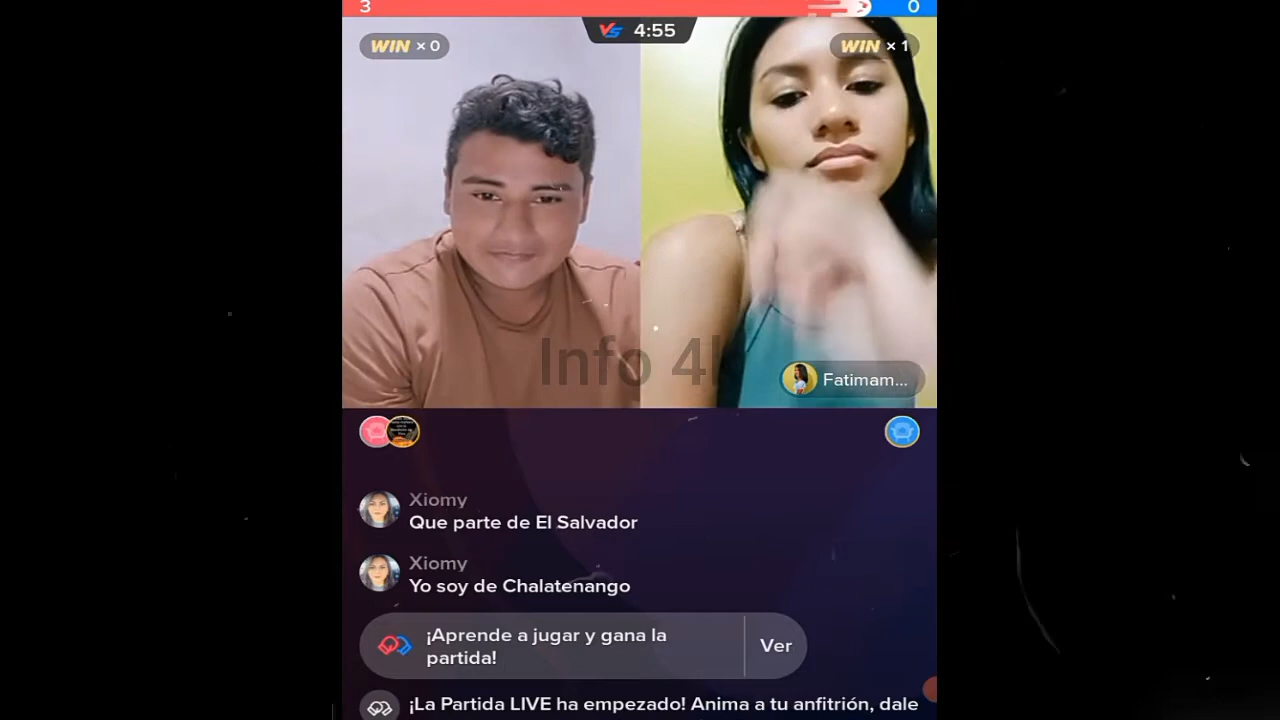 3
0
VS 4:55
WIN × 0
WIN × 1
Info 4
Fatimam...
Xiomy
Que parte de El Salvador
Xiomy
Yo soy de Chalatenango
¡Aprende a jugar y gana la
partida!
Ver
¡La Partida LIVE ha empezado! Anima a tu anfitrión, dale